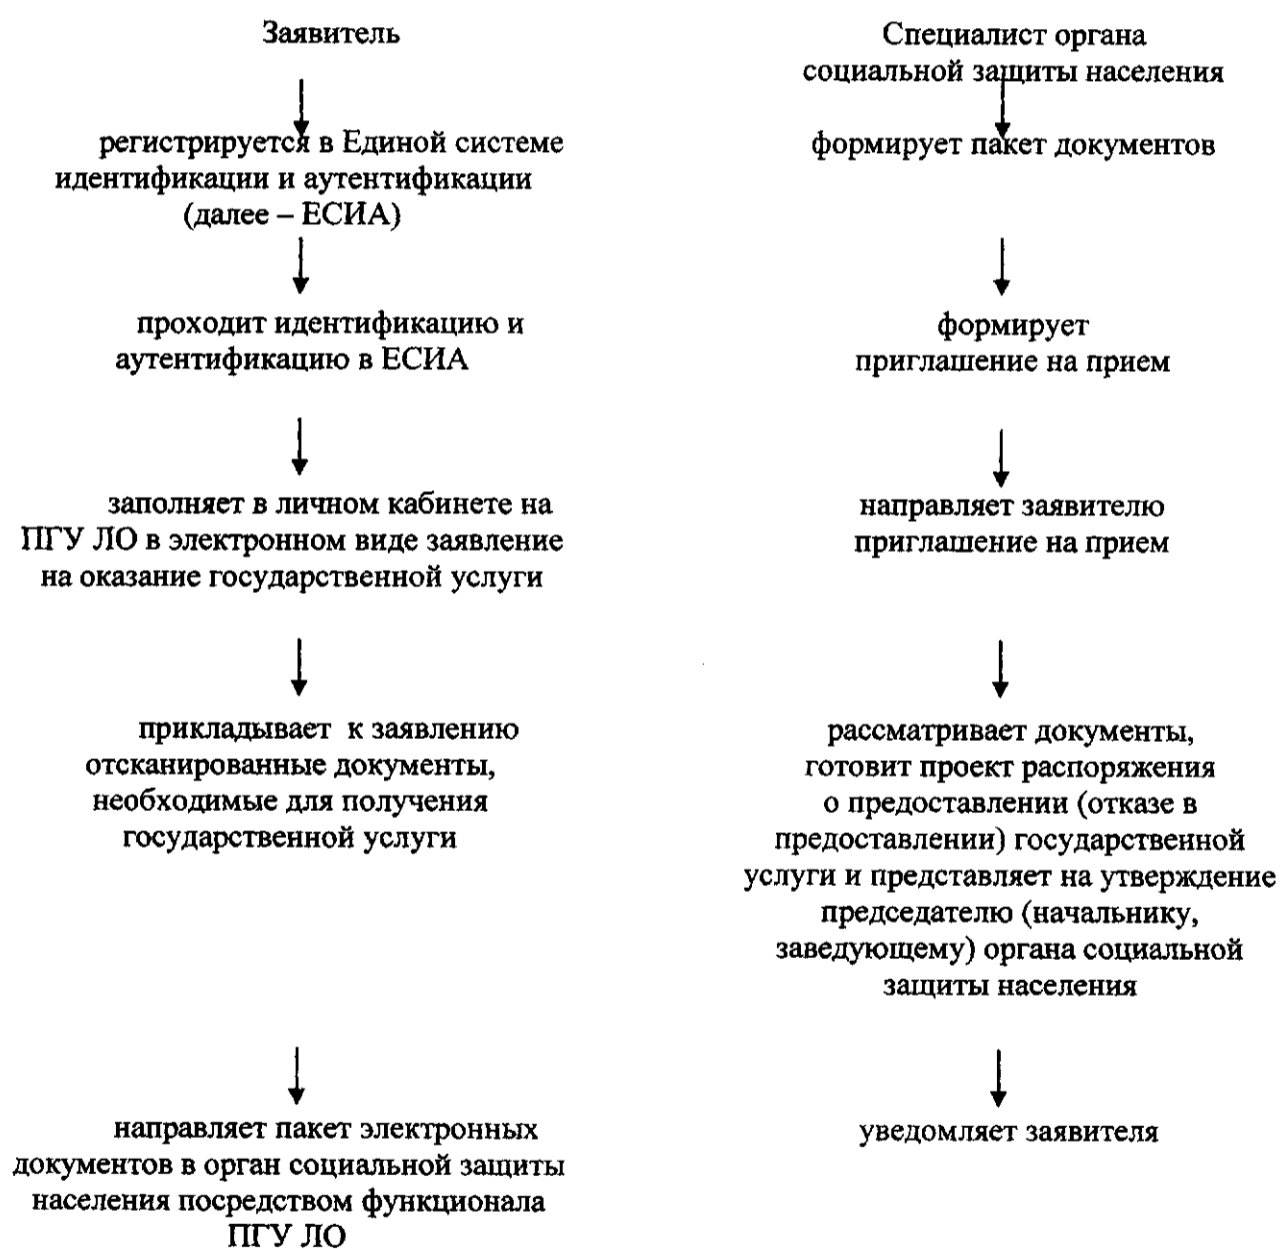 Заявитель
регистрируется в Единой системе
идентификации и аутентификации
(далее – ЕСИА)
проходит идентификацию и
аутентификацию в ЕСИА
заполняет в личном кабинете на
ПГУ ЛО в электронном виде заявление
на оказание государственной услуги
прикладывает к заявлению
отсканированные документы,
необходимые для получения
государственной услуги
направляет пакет электронных
документов в орган социальной защиты
населения посредством функционала
ПГУ ЛО
Специалист органа
социальной защиты населения
формирует пакет документов
формирует
приглашение на прием
направляет заявителю
приглашение на прием
рассматривает документы,
готовит проект распоряжения
о предоставлении (отказе в
предоставлении) государственной
услуги и представляет на утверждение
председателю (начальнику,
заведующему) органа социальной
защиты населения
уведомляет заявителя